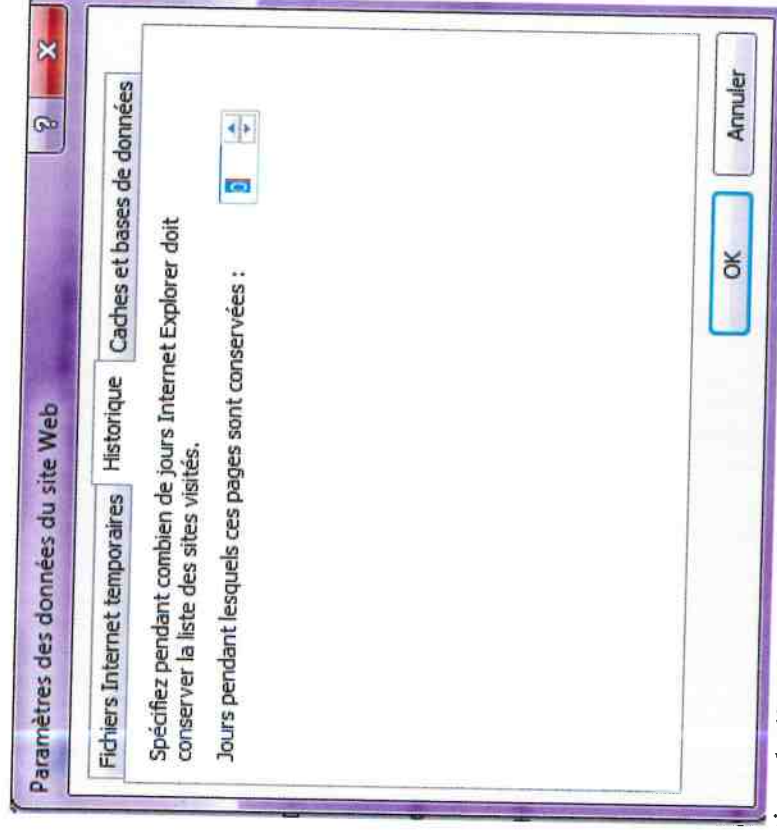 Paramètres des données du site Web
? X
Fichiers Internet temporaires Historique Caches et bases de données
Spécifiez pendant combien de jours Internet Explorer doit
conserver la liste des sites visités.
Jours pendant lesquels ces pages sont conservées :
0
OK Annuler